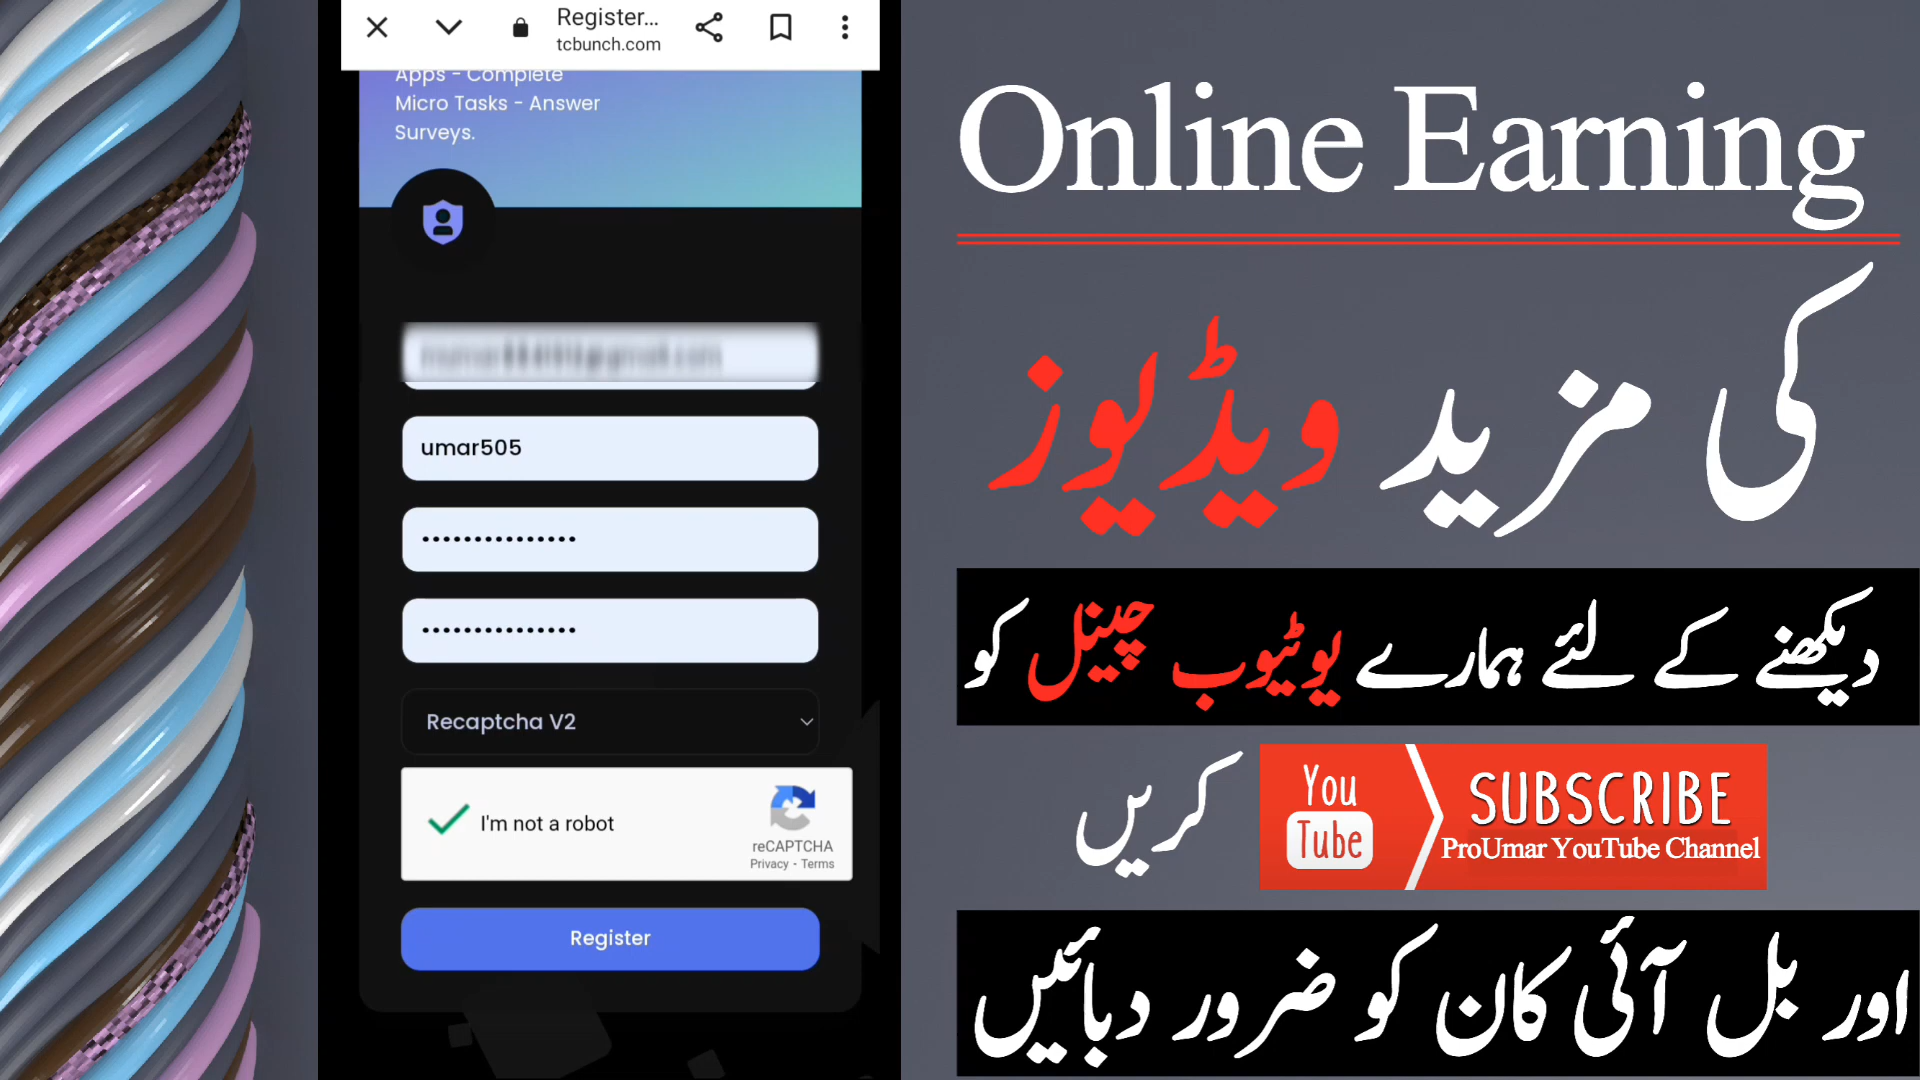 Register...
tcbunch.com
Apps - Complete
Micro Tasks - Answer
Surveys.
umar505
•••••••••••••••
•••••••••••••••
Recaptcha V2
I'm not a robot
reCAPTCHA
Privacy - Terms
Register
Online Earning
کی مزید ویڈیوز
دیکھنے کے لئے ہمارے یوٹیوب چینل کو
You
Tube
SUBSCRIBE
ProUmar YouTube Channel
کریں
اور بل آئی کان کو ضرور دبائیں